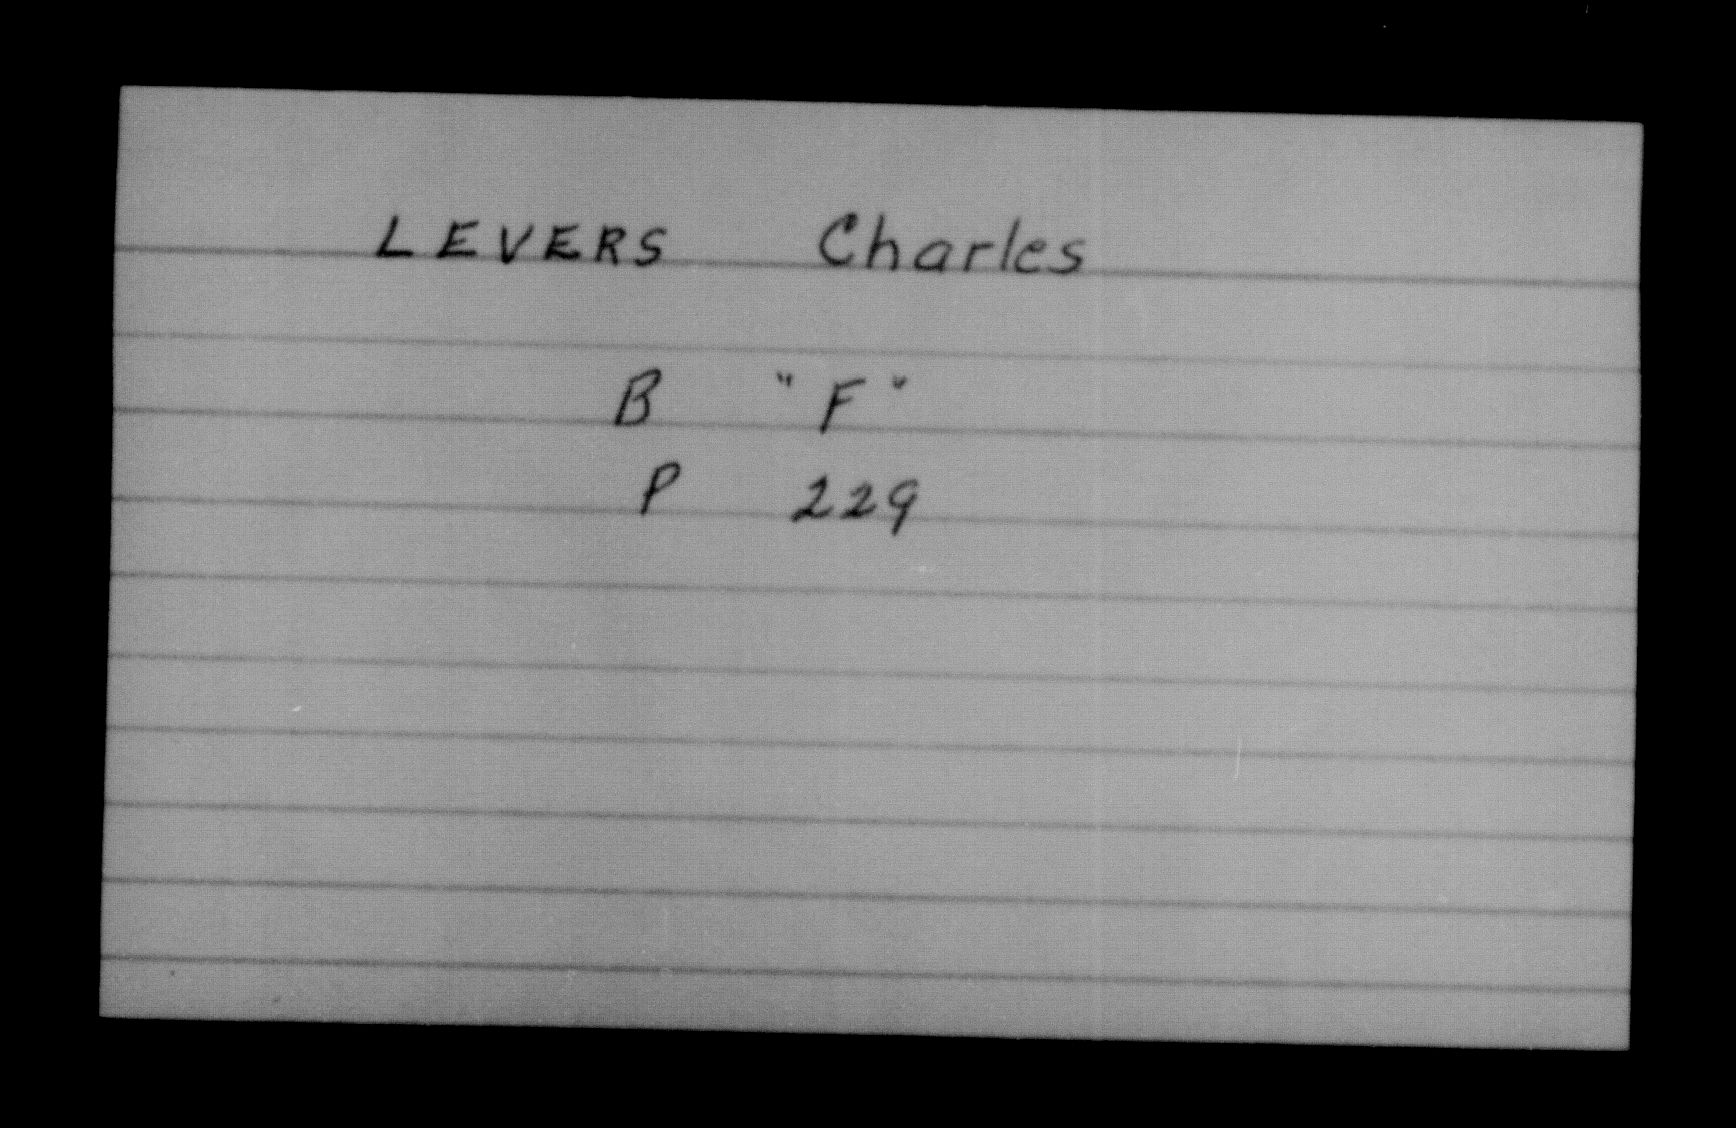 LEVERS Charles
B "F"
P 229